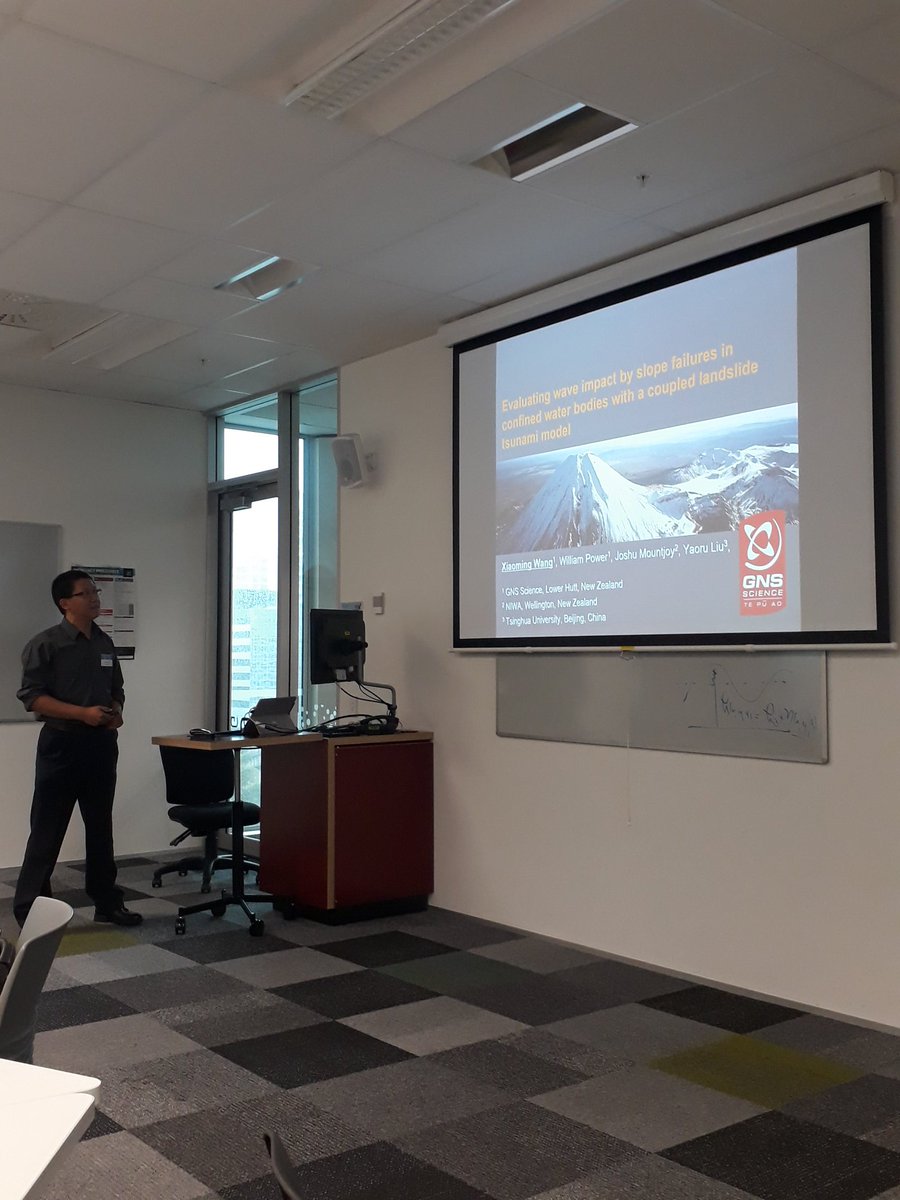 Evaluating wave impact by slope failures in
confined water bodies with a coupled landslide
tsunami model
Xiaoming Wang¹, William Power¹, Joshu Mountjoy², Yaoru Liu³,
¹ GNS Science, Lower Hutt, New Zealand
² NIWA, Wellington, New Zealand
³ Tsinghua University, Beijing, China
GNS
SCIENCE
TE PŪ AO